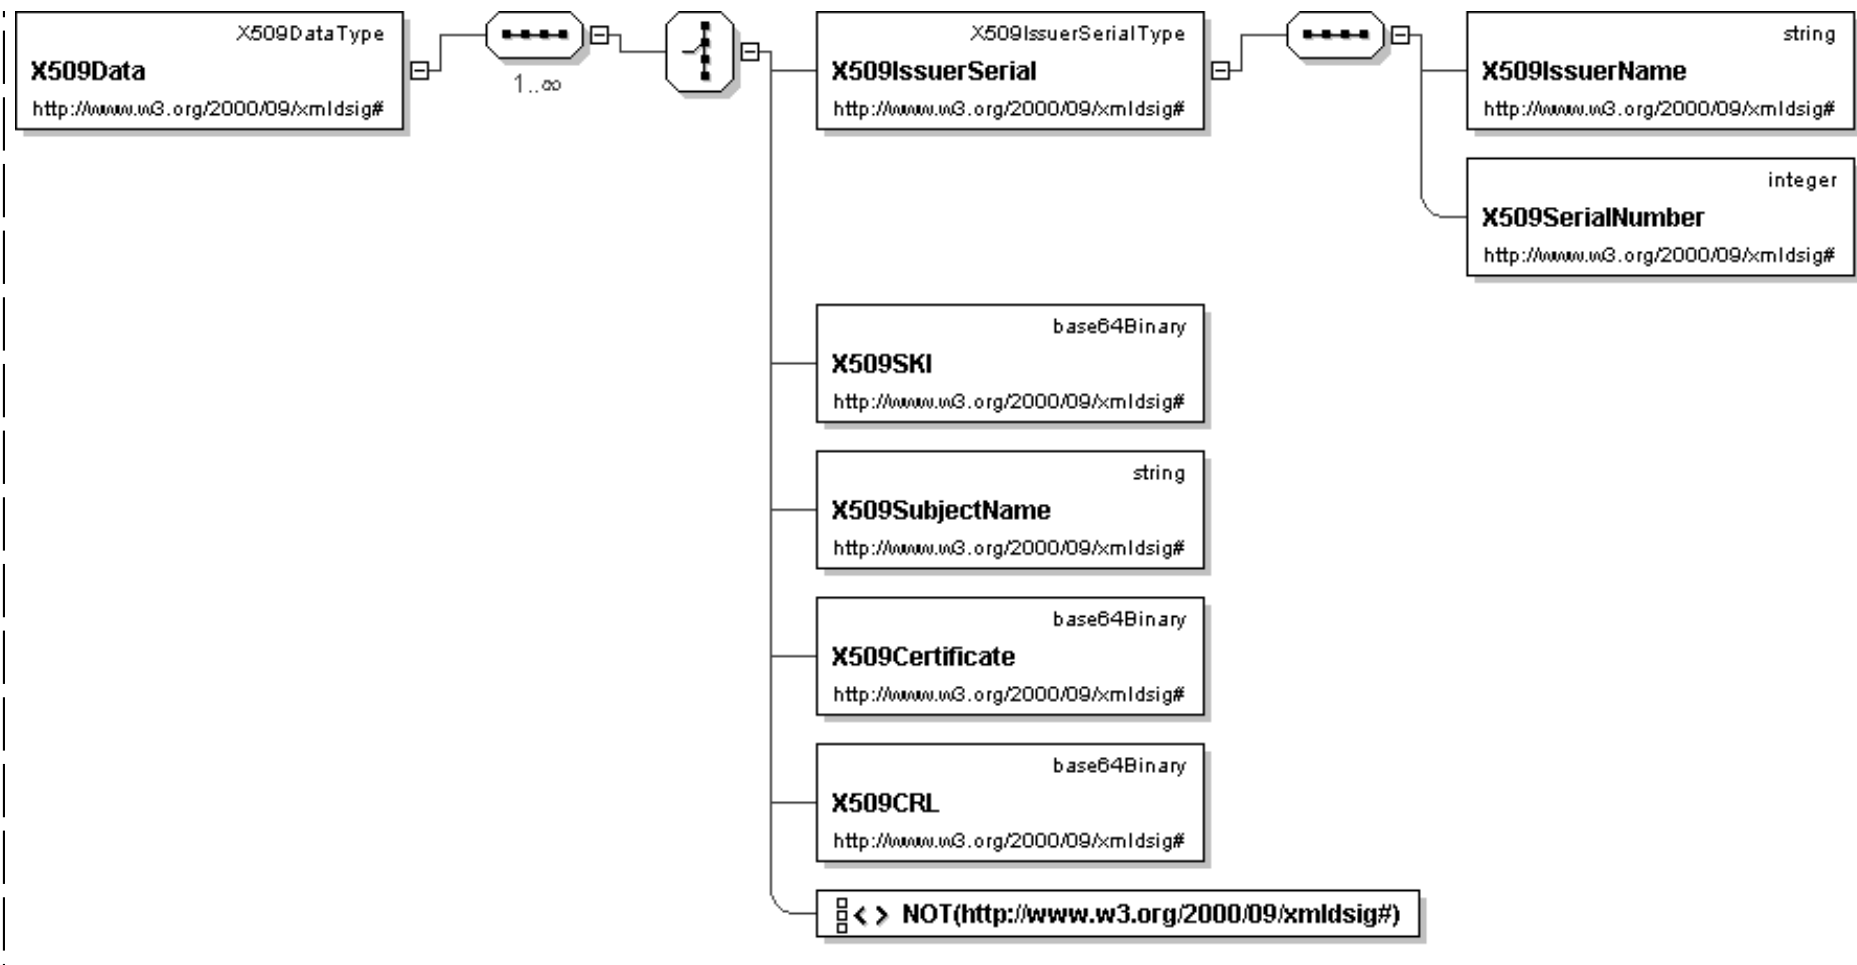 X509DataType
X509Data
http://www.w3.org/2000/09/xmldsig#
1..∞
X509IssuerSerialType
X509IssuerSerial
http://www.w3.org/2000/09/xmldsig#
string
X509IssuerName
http://www.w3.org/2000/09/xmldsig#
integer
X509SerialNumber
http://www.w3.org/2000/09/xmldsig#
base64Binary
X509SKI
http://www.w3.org/2000/09/xmldsig#
string
X509SubjectName
http://www.w3.org/2000/09/xmldsig#
base64Binary
X509Certificate
http://www.w3.org/2000/09/xmldsig#
base64Binary
X509CRL
http://www.w3.org/2000/09/xmldsig#
<> NOT(http://www.w3.org/2000/09/xmldsig#)